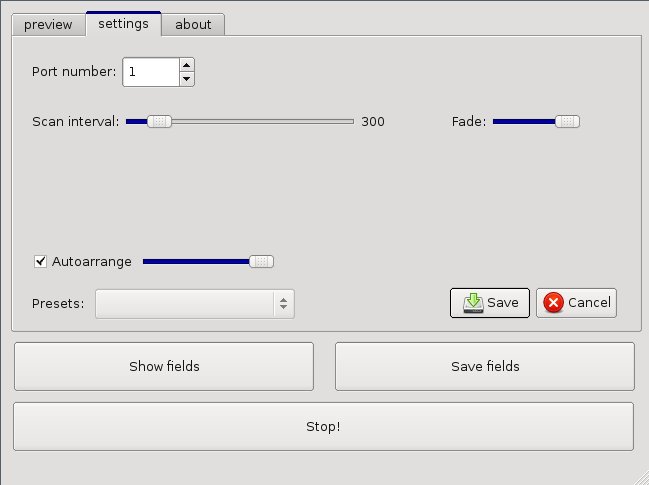 preview settings about
Port number: 1
Scan interval: 300 Fade:
Autoarrange
Presets: Save Cancel
Show fields Save fields
Stop!